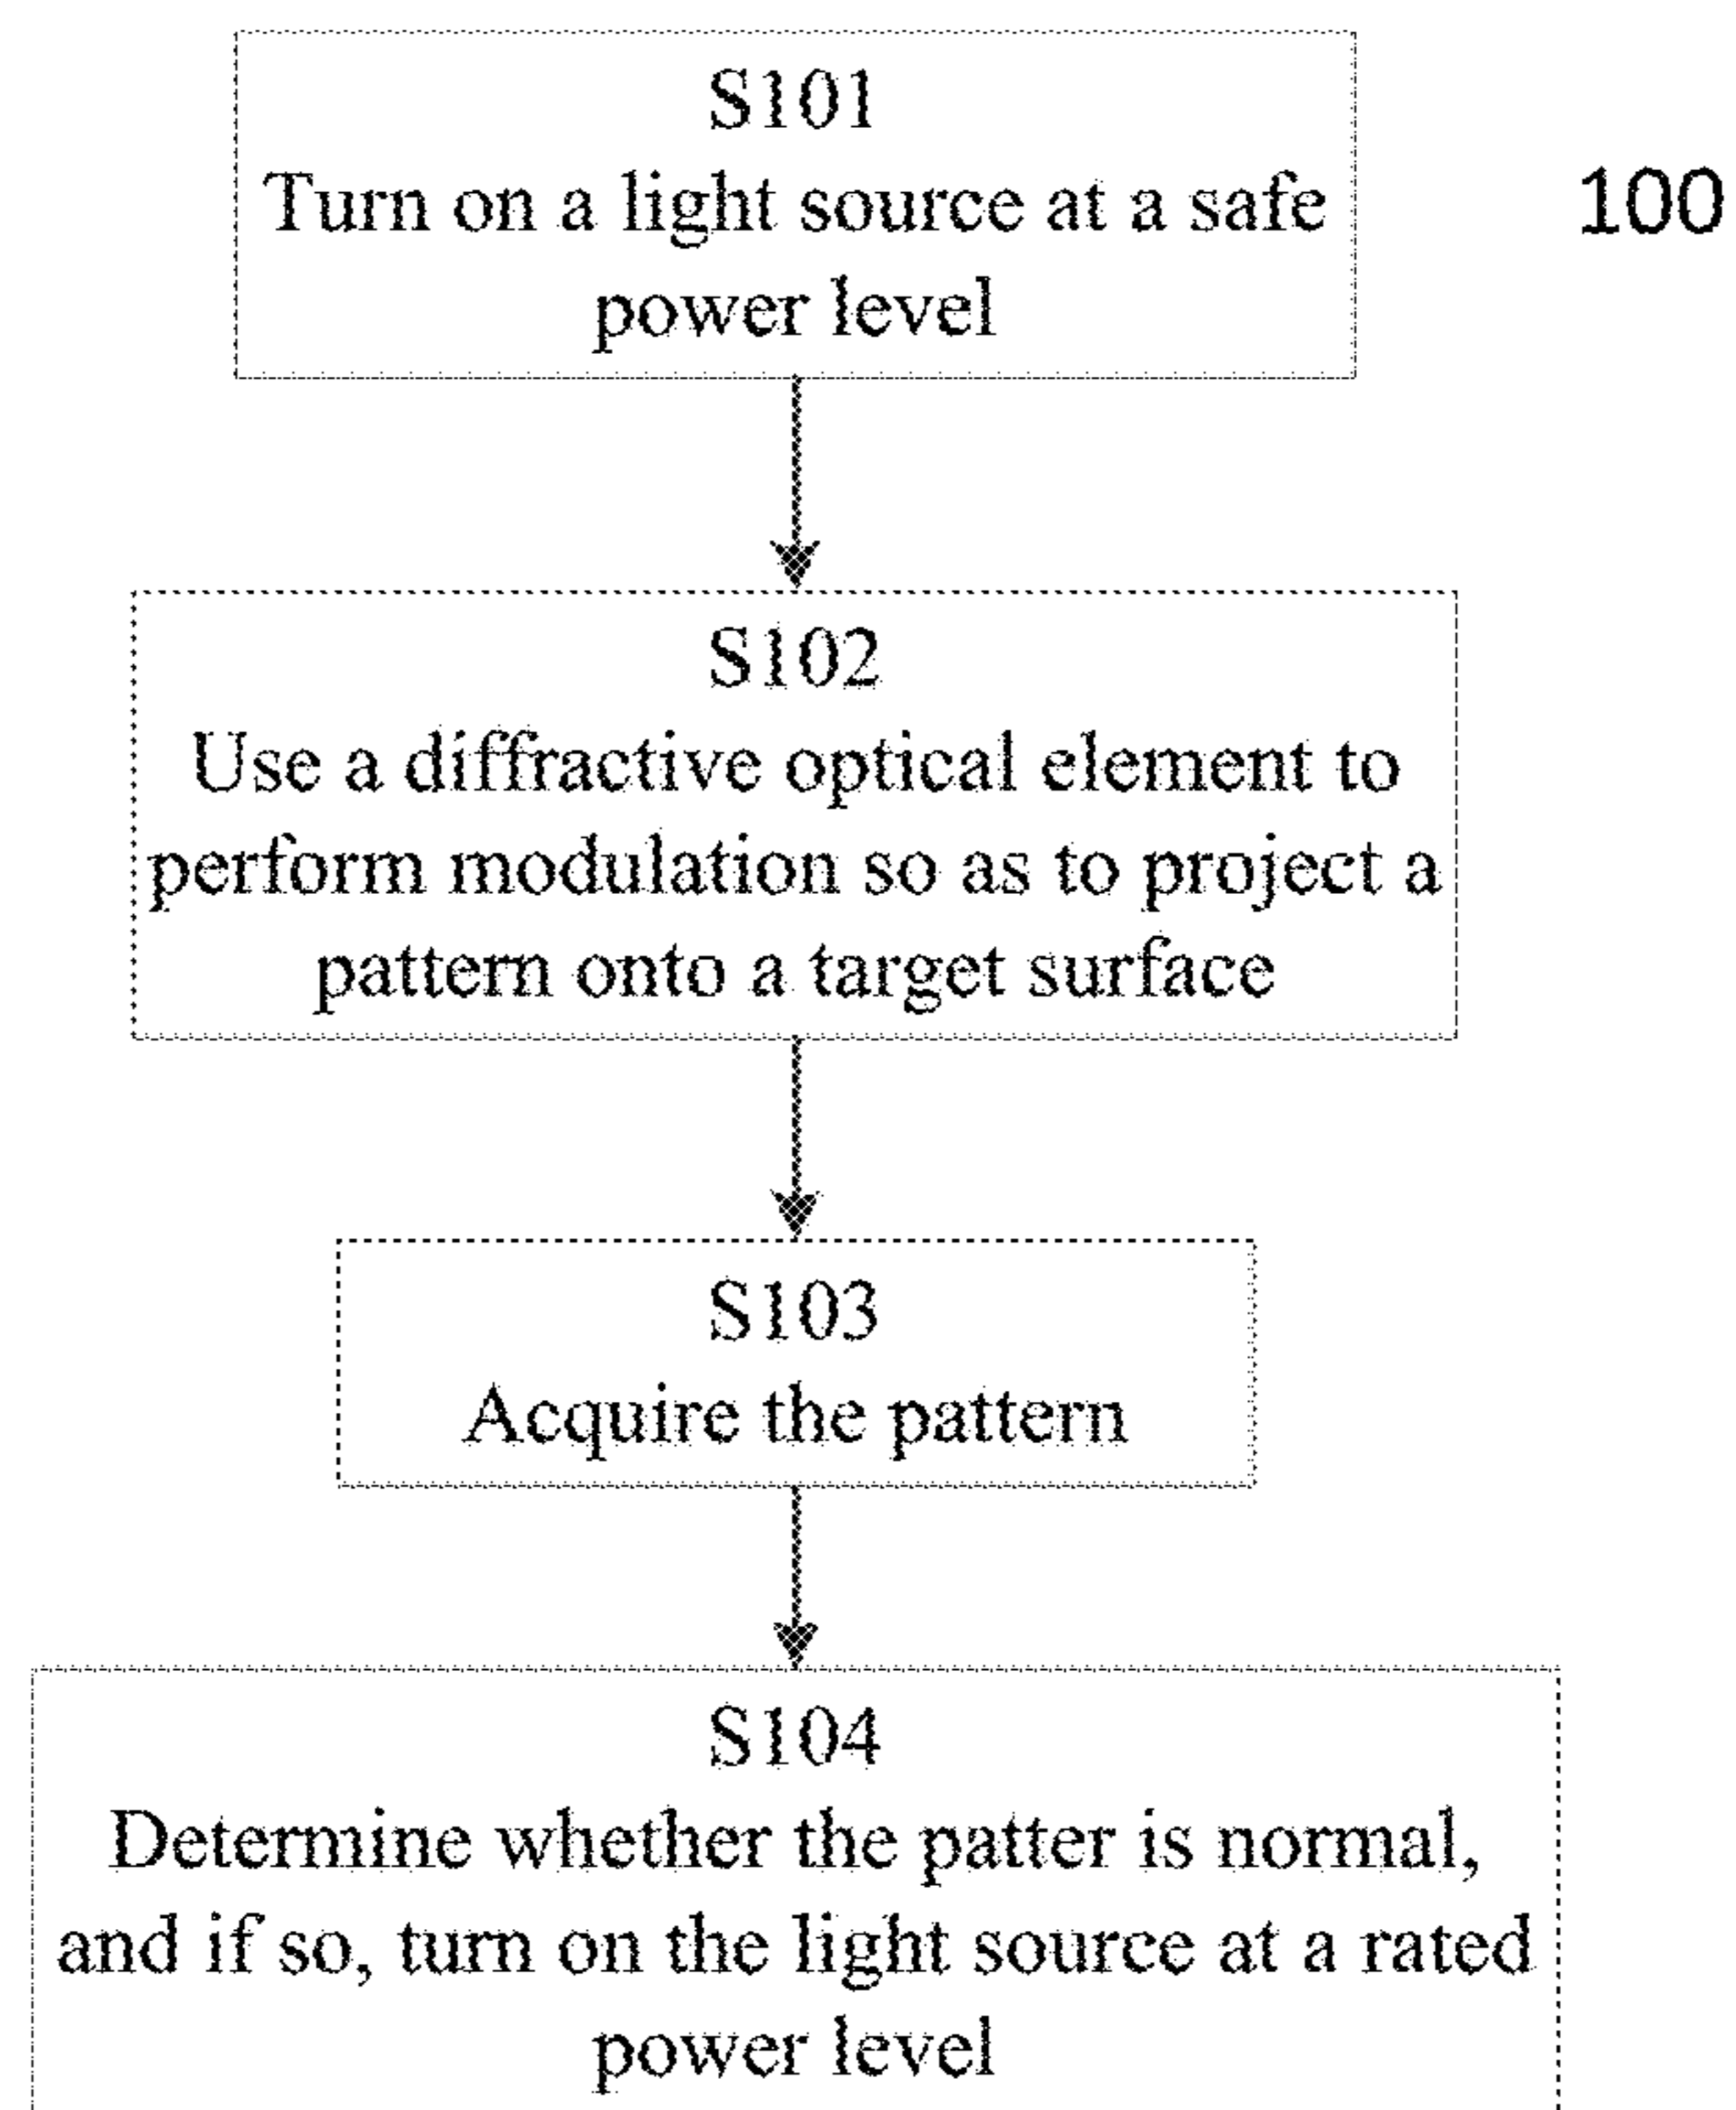 S101
Turn on a light source at a safe
power level
100
S102
Use a diffractive optical element to
perform modulation so as to project a
pattern onto a target surface
S103
Acquire the pattern
S104
Determine whether the patter is normal,
and if so, turn on the light source at a rated
power level